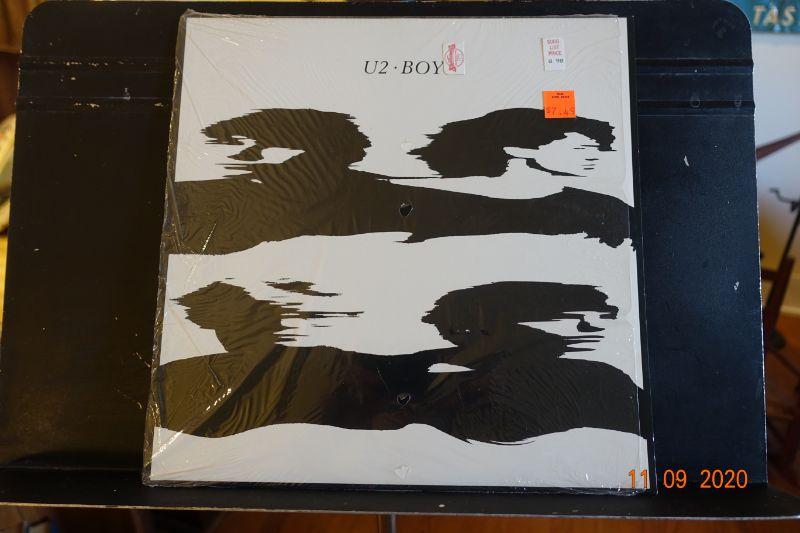 TAS
U2 · BOY
SUGG
LIST
PRICE
8.98
$7.49
11 09 2020